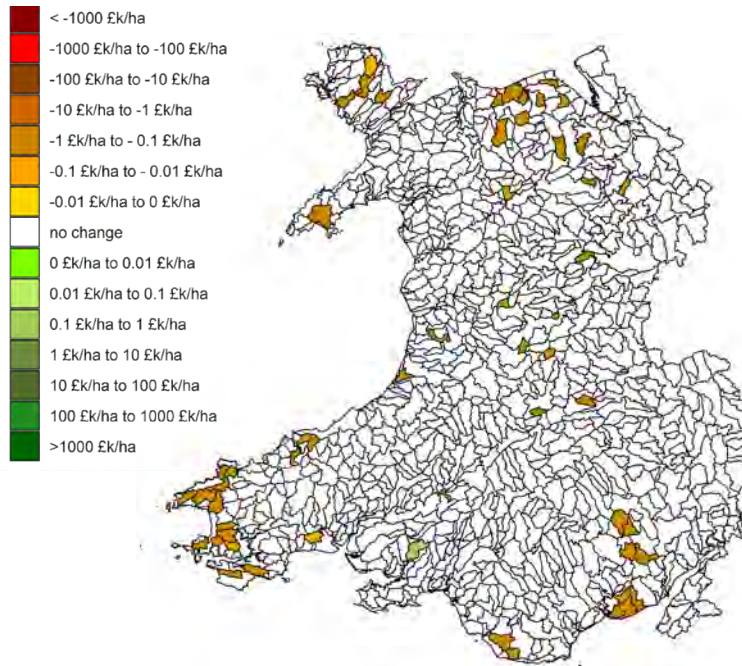 < -1000 £k/ha
-1000 £k/ha to -100 £k/ha
-100 £k/ha to -10 £k/ha
-10 £k/ha to -1 £k/ha
-1 £k/ha to - 0.1 £k/ha
-0.1 £k/ha to - 0.01 £k/ha
-0.01 £k/ha to 0 £k/ha
no change
0 £k/ha to 0.01 £k/ha
0.01 £k/ha to 0.1 £k/ha
0.1 £k/ha to 1 £k/ha
1 £k/ha to 10 £k/ha
10 £k/ha to 100 £k/ha
100 £k/ha to 1000 £k/ha
>1000 £k/ha